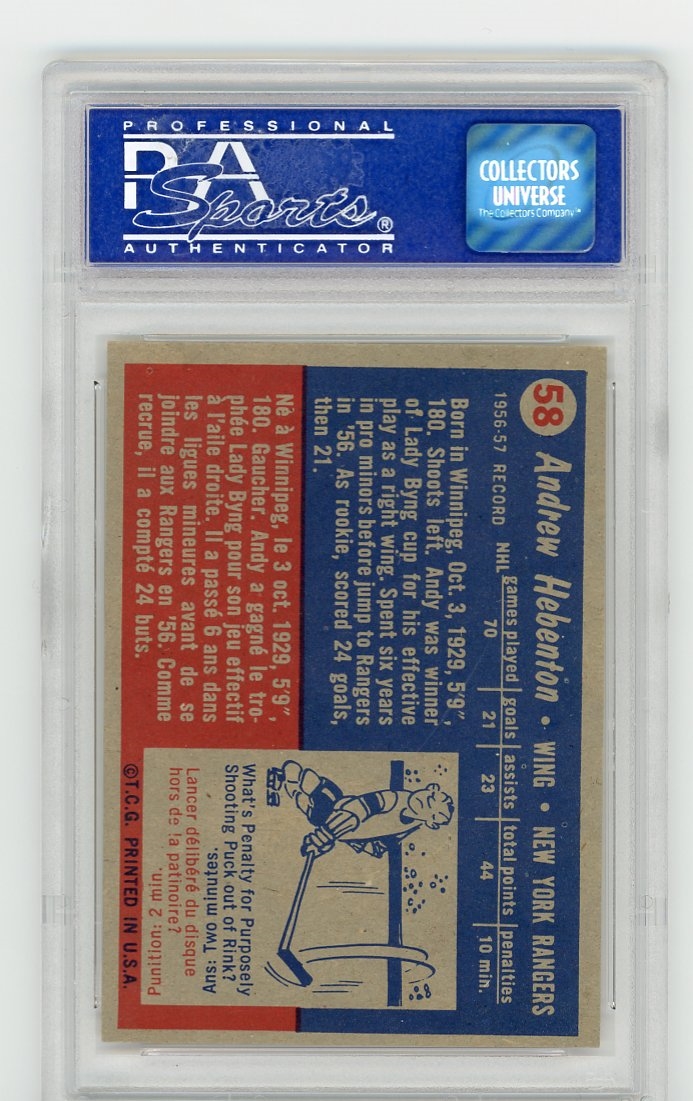 PROFESSIONAL
PSA
Sports®
AUTHENTICATOR
COLLECTORS
UNIVERSE
The Collectors Company™
58 Andrew Hebenton • WING • NEW YORK RANGERS
1956-57 RECORD NHL games played goals assists total points penalties
70 21 23 44 10 min.
Born in Winnipeg, Oct. 3, 1929, 5'9",
180. Shoots left. Andy was winner
of Lady Byng cup for his effective
play as a right wing. Spent six years
in pro minors before jump to Rangers
in '56. As rookie, scored 24 goals,
then 21.
Né à Winnipeg, le 3 oct. 1929, 5'9",
180. Gaucher. Andy a gagné le tro-
phée Lady Byng pour son jeu effectif
à l'aile droite. Il a passé 6 ans dans
les ligues mineures avant de se
joindre aux Rangers en '56. Comme
recrue, il a compté 24 buts.
What's Penalty for Purposely
Shooting Puck out of Rink?
Ans: Two minutes.
Lancer délibéré du disque
hors de la patinoire?
Punition: 2 min.
©T.C.G. PRINTED IN U.S.A.